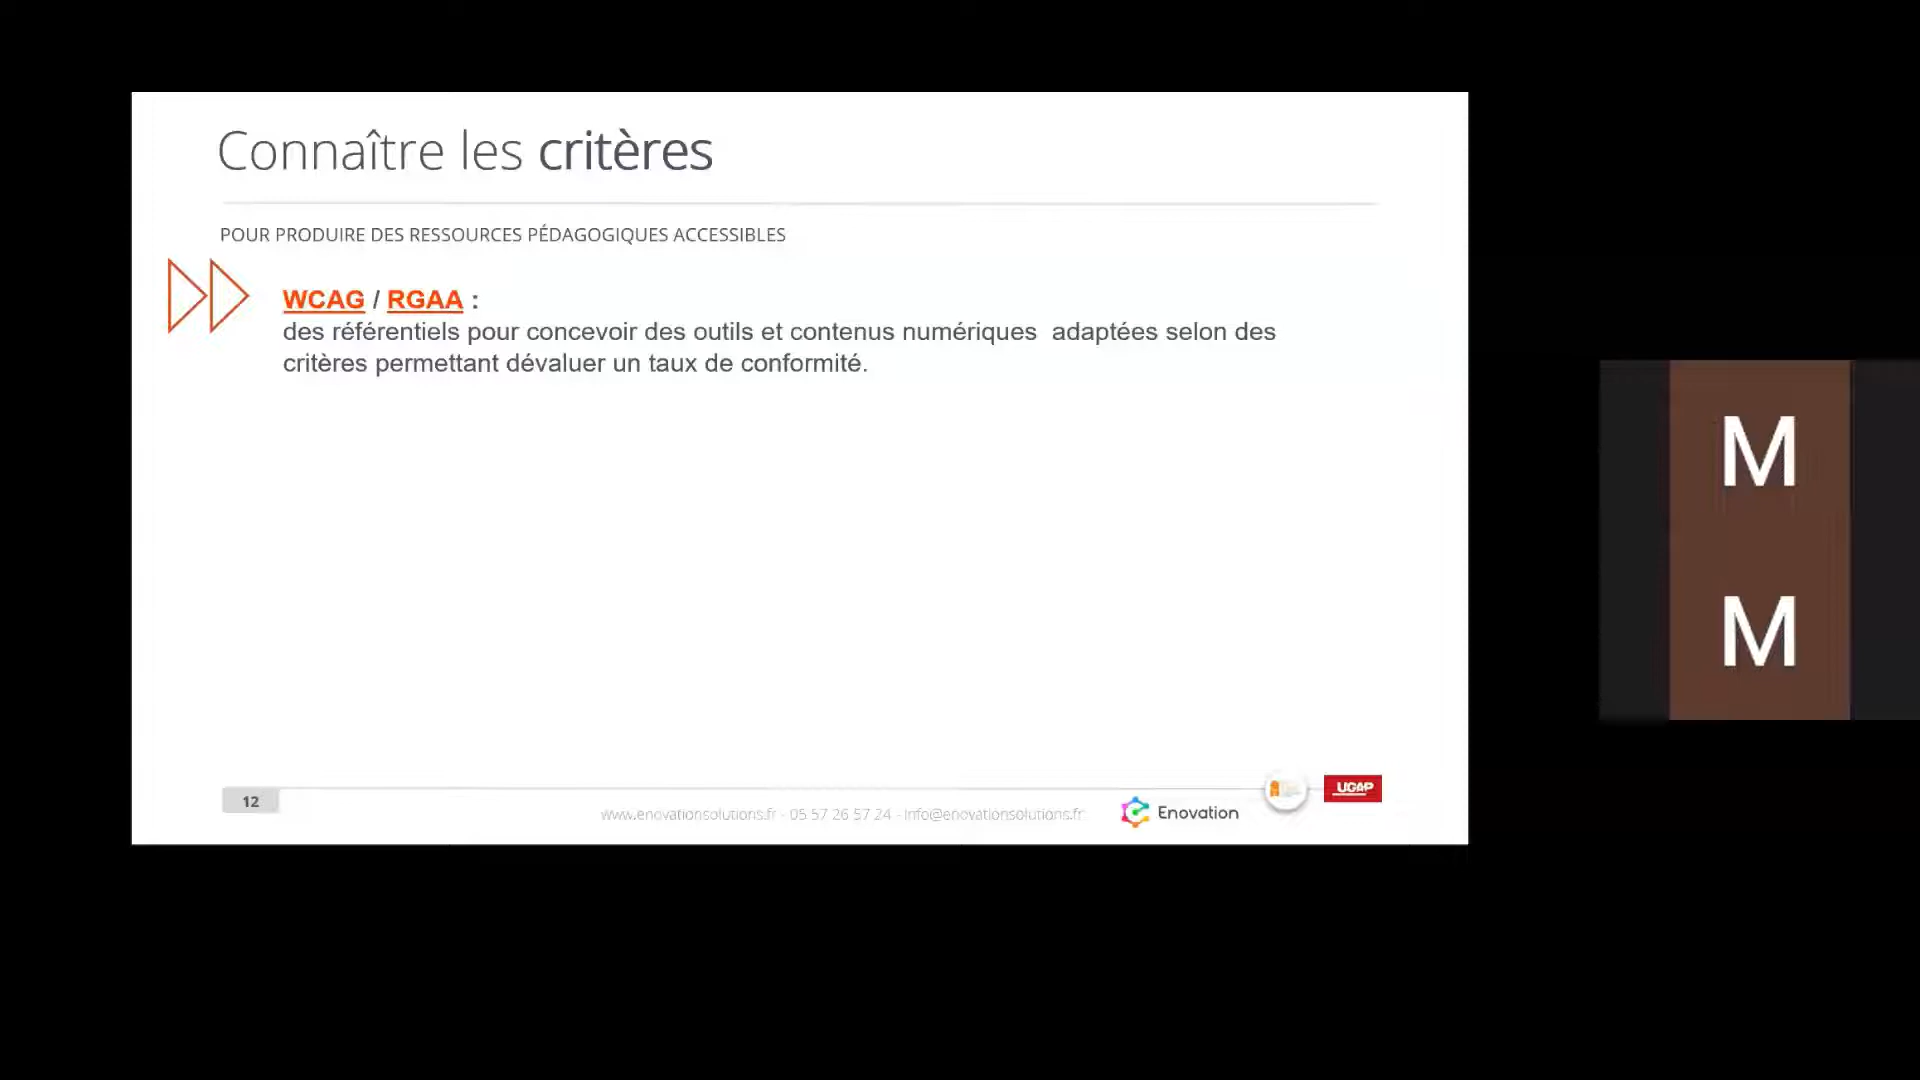 Connaître les critères
POUR PRODUIRE DES RESSOURCES PÉDAGOGIQUES ACCESSIBLES
WCAG / RGAA :
des référentiels pour concevoir des outils et contenus numériques  adaptées selon des
critères permettant dévaluer un taux de conformité.
M
M
12
www.enovationsolutions.fr - 05 57 26 57 24 - info@enovationsolutions.fr
Enovation
UGAP